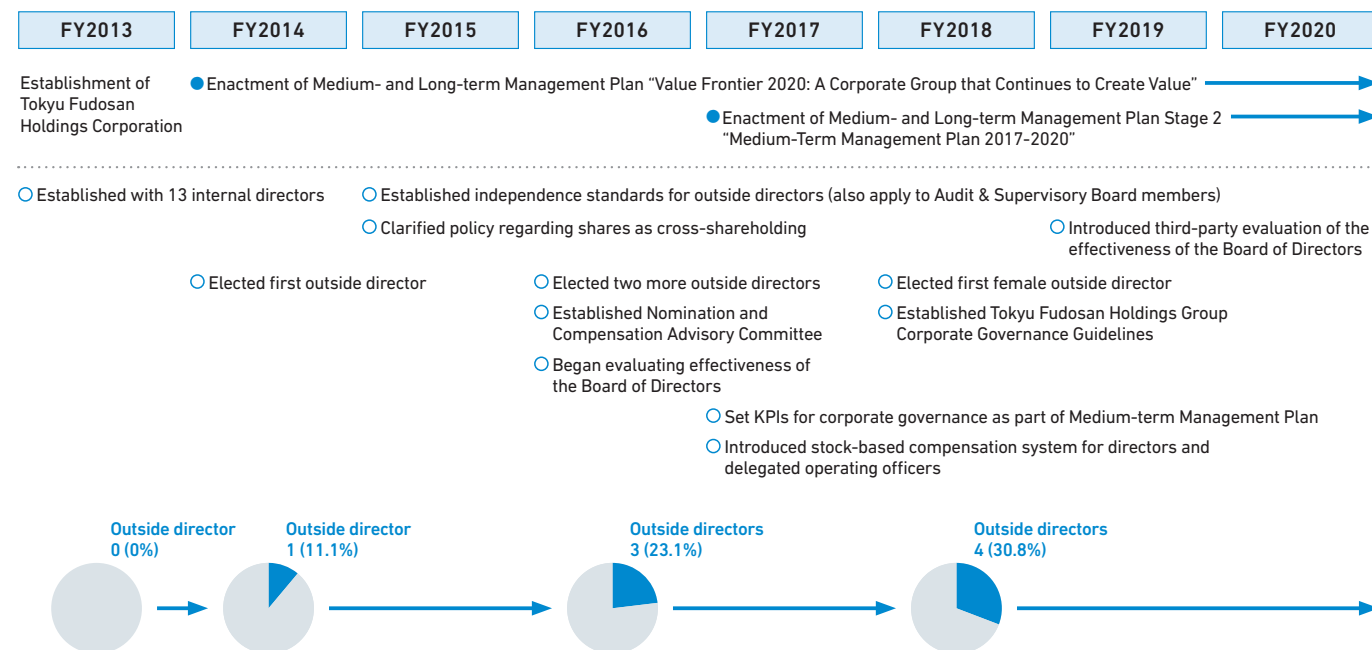 FY2013
FY2014
FY2015
FY2016
FY2017
FY2018
FY2019
FY2020
Establishment of
Tokyu Fudosan
Holdings Corporation
Enactment of Medium- and Long-term Management Plan “Value Frontier 2020: A Corporate Group that Continues to Create Value”
Enactment of Medium- and Long-term Management Plan Stage 2
“Medium-Term Management Plan 2017-2020”
Established with 13 internal directors
Established independence standards for outside directors (also apply to Audit & Supervisory Board members)
Clarified policy regarding shares as cross-shareholding
Introduced third-party evaluation of the
effectiveness of the Board of Directors
Elected first outside director
Elected two more outside directors
Elected first female outside director
Established Nomination and
Compensation Advisory Committee
Established Tokyu Fudosan Holdings Group
Corporate Governance Guidelines
Began evaluating effectiveness of
the Board of Directors
Set KPIs for corporate governance as part of Medium-term Management Plan
Introduced stock-based compensation system for directors and
delegated operating officers
Outside director
0 (0%)
Outside director
1 (11.1%)
Outside directors
3 (23.1%)
Outside directors
4 (30.8%)